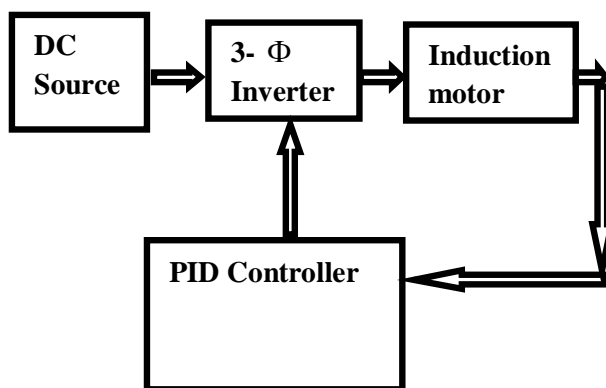 DC
Source
3- Φ
Inverter
Induction
motor
PID Controller